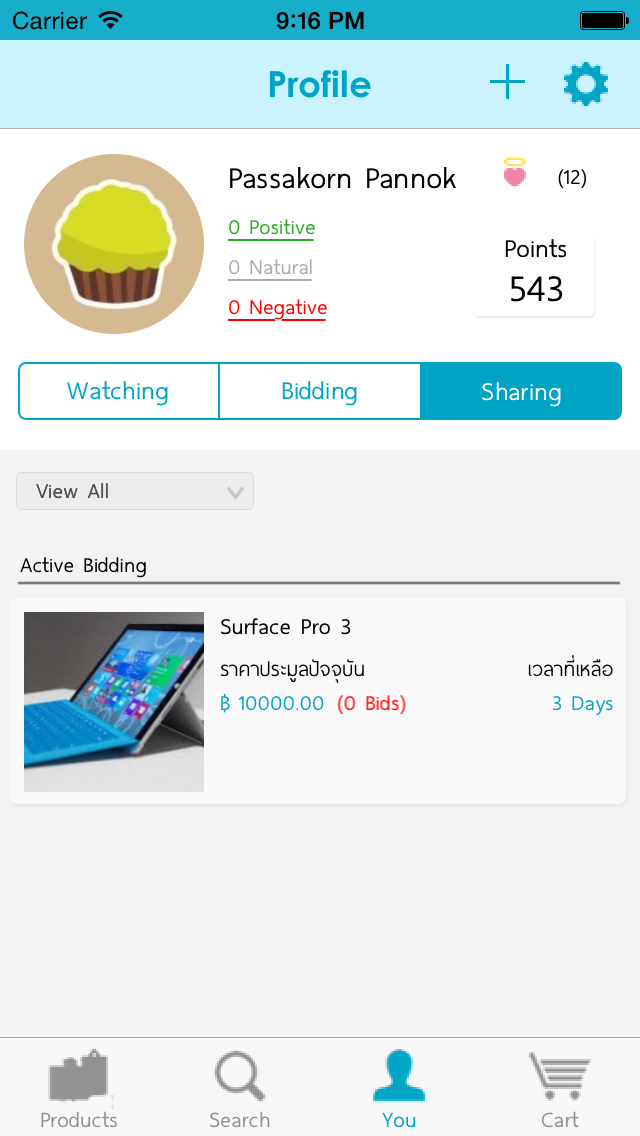 Carrier 9:16 PM
Profile
Passakorn Pannok (12)
0 Positive
0 Natural
0 Negative
Points
543
Watching Bidding Sharing
View All
Active Bidding
Surface Pro 3
ราคาประมูลปัจจุบัน เวลาที่เหลือ
฿ 10000.00 (0 Bids) 3 Days
Products Search You Cart